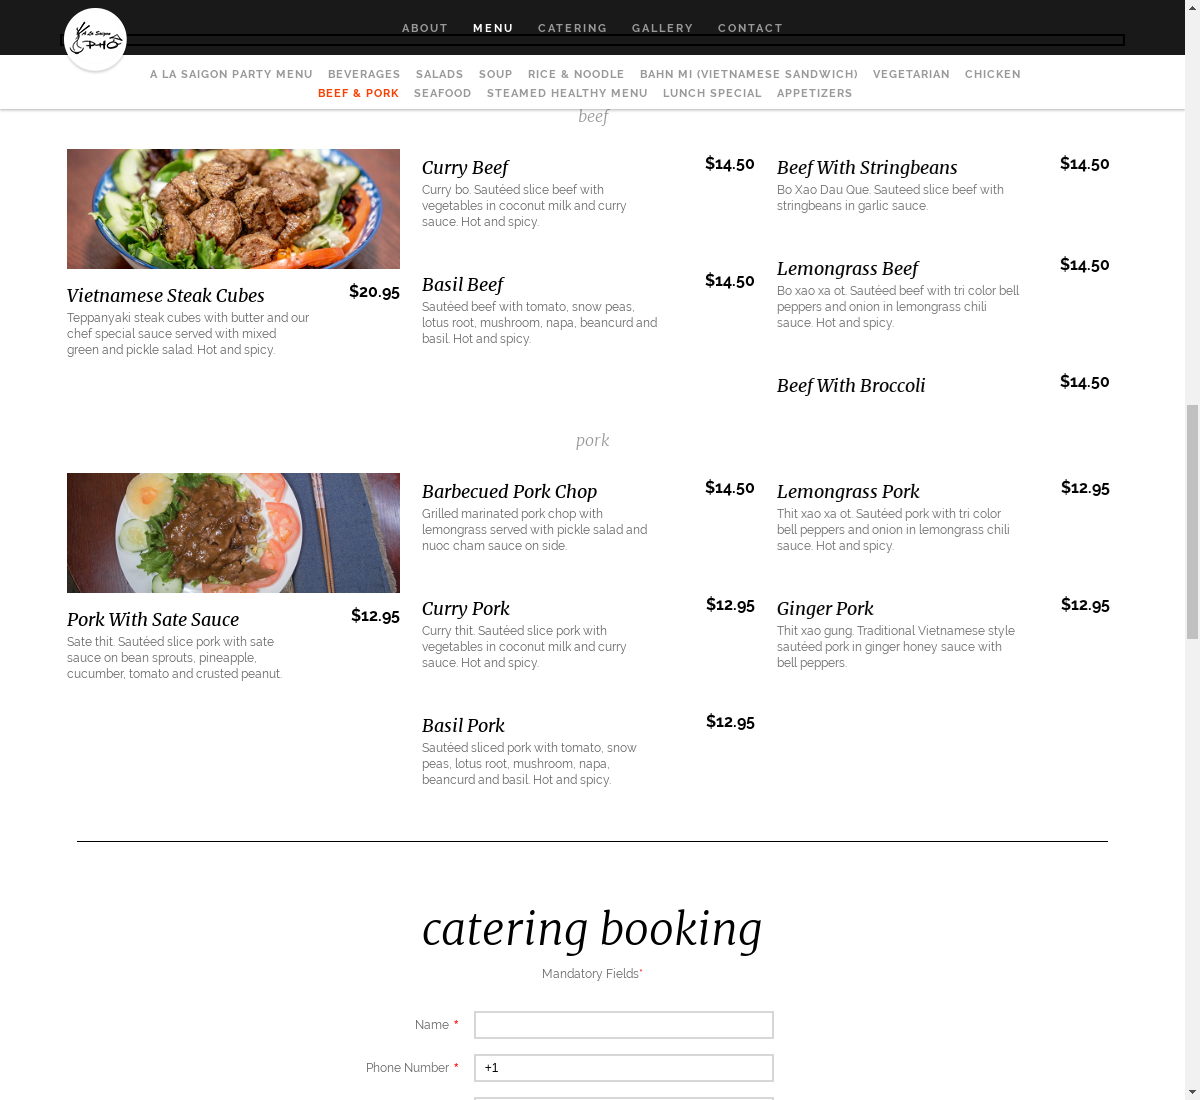 A La Saigon
PHO
ABOUT MENU CATERING GALLERY CONTACT
A LA SAIGON PARTY MENU BEVERAGES SALADS SOUP RICE & NOODLE BAHN MI (VIETNAMESE SANDWICH) VEGETARIAN CHICKEN
BEEF & PORK SEAFOOD STEAMED HEALTHY MENU LUNCH SPECIAL APPETIZERS
beef
Vietnamese Steak Cubes $20.95
Teppanyaki steak cubes with butter and our
chef special sauce served with mixed
green and pickle salad. Hot and spicy.
Curry Beef $14.50
Curry bo. Sautéed slice beef with
vegetables in coconut milk and curry
sauce. Hot and spicy.
Basil Beef $14.50
Sautéed beef with tomato, snow peas,
lotus root, mushroom, napa, beancurd and
basil. Hot and spicy.
Beef With Stringbeans $14.50
Bo Xao Dau Que. Sauteed slice beef with
stringbeans in garlic sauce.
Lemongrass Beef $14.50
Bo xao xa ot. Sautéed beef with tri color bell
peppers and onion in lemongrass chili
sauce. Hot and spicy.
Beef With Broccoli $14.50
pork
Pork With Sate Sauce $12.95
Sate thit. Sautéed slice pork with sate
sauce on bean sprouts, pineapple,
cucumber, tomato and crusted peanut.
Barbecued Pork Chop $14.50
Grilled marinated pork chop with
lemongrass served with pickle salad and
nuoc cham sauce on side.
Curry Pork $12.95
Curry thit. Sautéed slice pork with
vegetables in coconut milk and curry
sauce. Hot and spicy.
Basil Pork $12.95
Sautéed sliced pork with tomato, snow
peas, lotus root, mushroom, napa,
beancurd and basil. Hot and spicy.
Lemongrass Pork $12.95
Thit xao xa ot. Sautéed pork with tri color
bell peppers and onion in lemongrass chili
sauce. Hot and spicy.
Ginger Pork $12.95
Thit xao gung. Traditional Vietnamese style
sautéed pork in ginger honey sauce with
bell peppers.
catering booking
Mandatory Fields*
Name *
Phone Number * +1